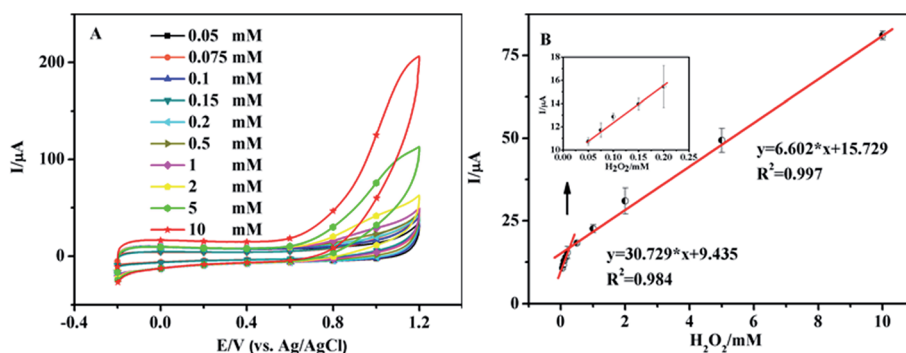 A
0.05 mM
0.075 mM
0.1 mM
0.15 mM
0.2 mM
0.5 mM
1 mM
2 mM
5 mM
10 mM
200
100
0
I/μA
-0.4 0.0 0.4 0.8 1.2
E/V (vs. Ag/AgCl)
B
75
50
25
0
I/μA
0 2 4 6 8 10
H₂O₂/mM
18
16
14
12
10
I/μA
0.00 0.05 0.10 0.15 0.20 0.25
H₂O₂/mM
y=6.602*x+15.729
R²=0.997
y=30.729*x+9.435
R²=0.984